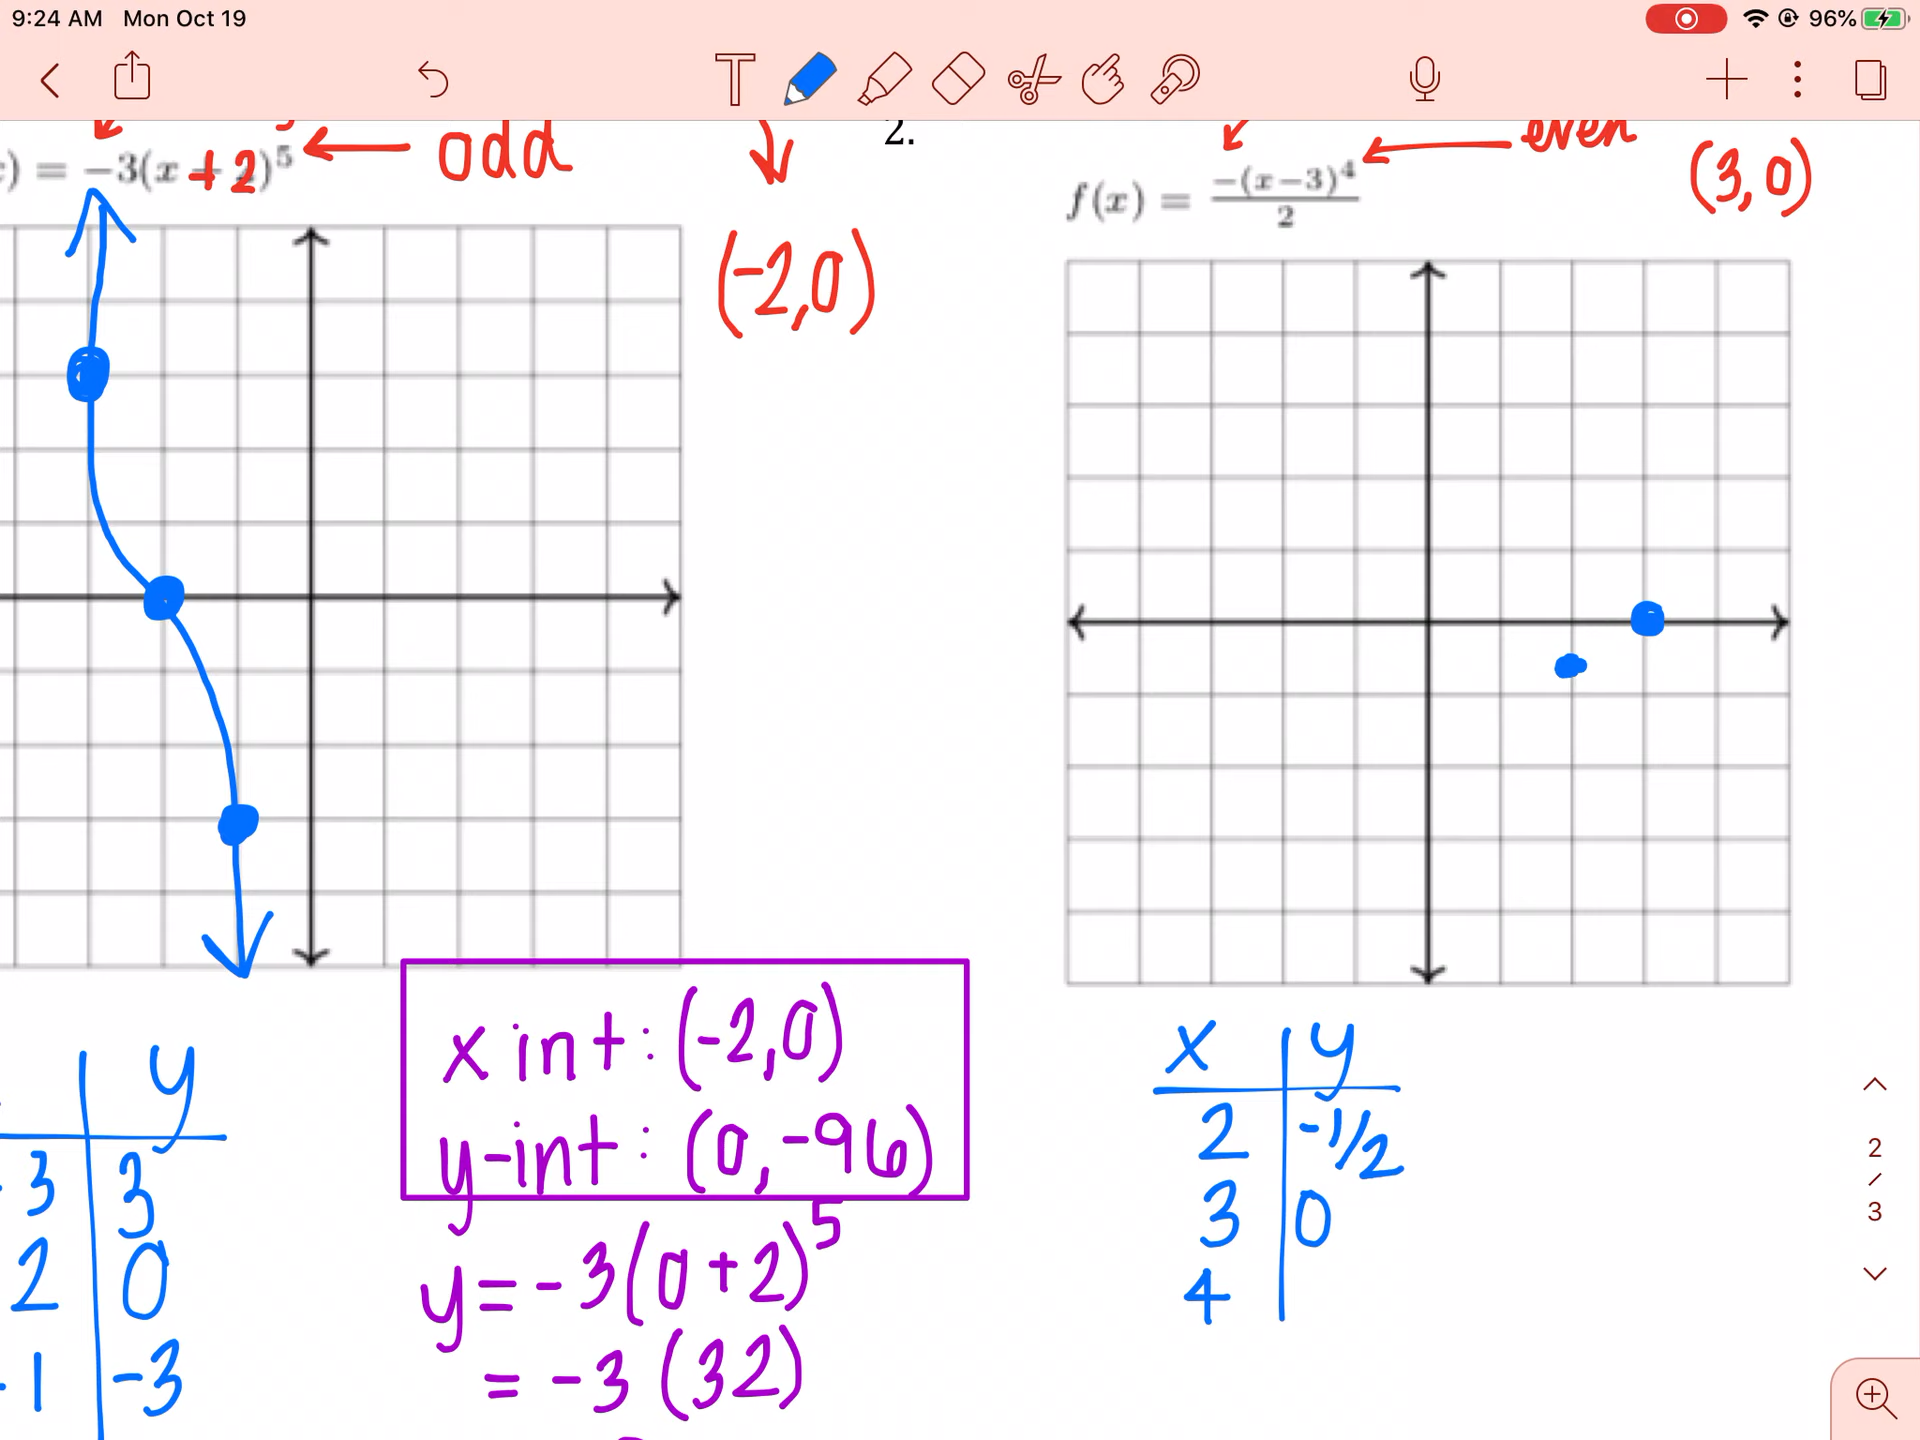 9:24 AM Mon Oct 19
96%
) = -3(x + 2)^5
odd
(-2,0)
x int: (-2,0)
y-int: (0,-96)
y = -3(0+2)^5
= -3(32)
y
3 3
2 0
-1 -3
2.
f(x) = \frac{-(x-3)^4}{2}
even
(3,0)
x y
2 -1/2
3 0
4
2
/
3